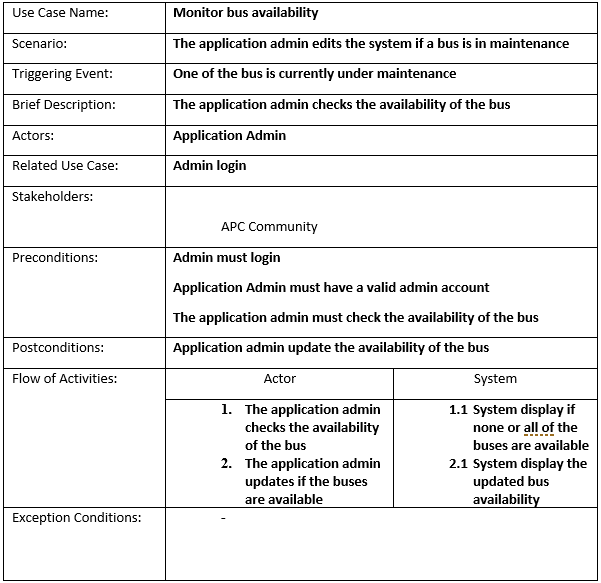 Use Case Name: Monitor bus availability
Scenario: The application admin edits the system if a bus is in maintenance
Triggering Event: One of the bus is currently under maintenance
Brief Description: The application admin checks the availability of the bus
Actors: Application Admin
Related Use Case: Admin login
Stakeholders:
APC Community
Preconditions: Admin must login
Application Admin must have a valid admin account
The application admin must check the availability of the bus
Postconditions: Application admin update the availability of the bus
Flow of Activities: Actor System
1. The application admin
checks the availability
of the bus
2. The application admin
updates if the buses
are available
1.1 System display if
none or all of the
buses are available
2.1 System display the
updated bus
availability
Exception Conditions: -